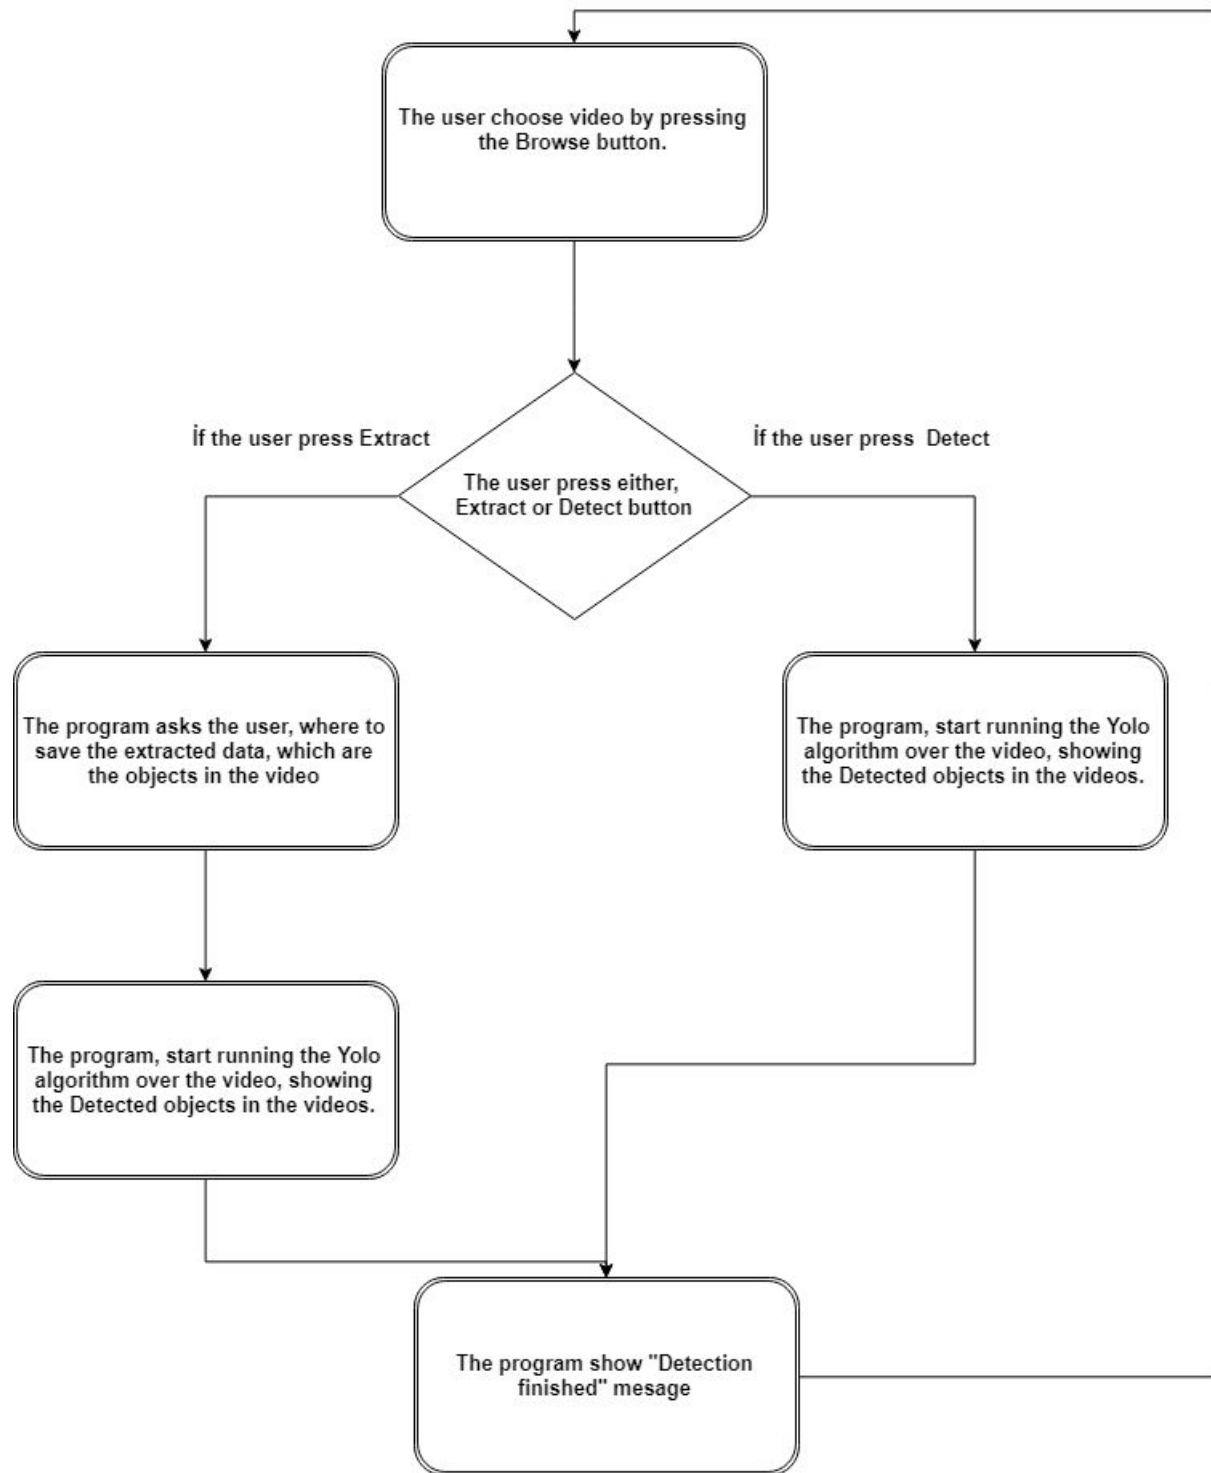 The user choose video by pressing
the Browse button.
İf the user press Extract
İf the user press  Detect
The user press either,
Extract or Detect button
The program asks the user, where to
save the extracted data, which are
the objects in the video
The program, start running the Yolo
algorithm over the video, showing
the Detected objects in the videos.
The program, start running the Yolo
algorithm over the video, showing
the Detected objects in the videos.
The program show "Detection
finished" mesage